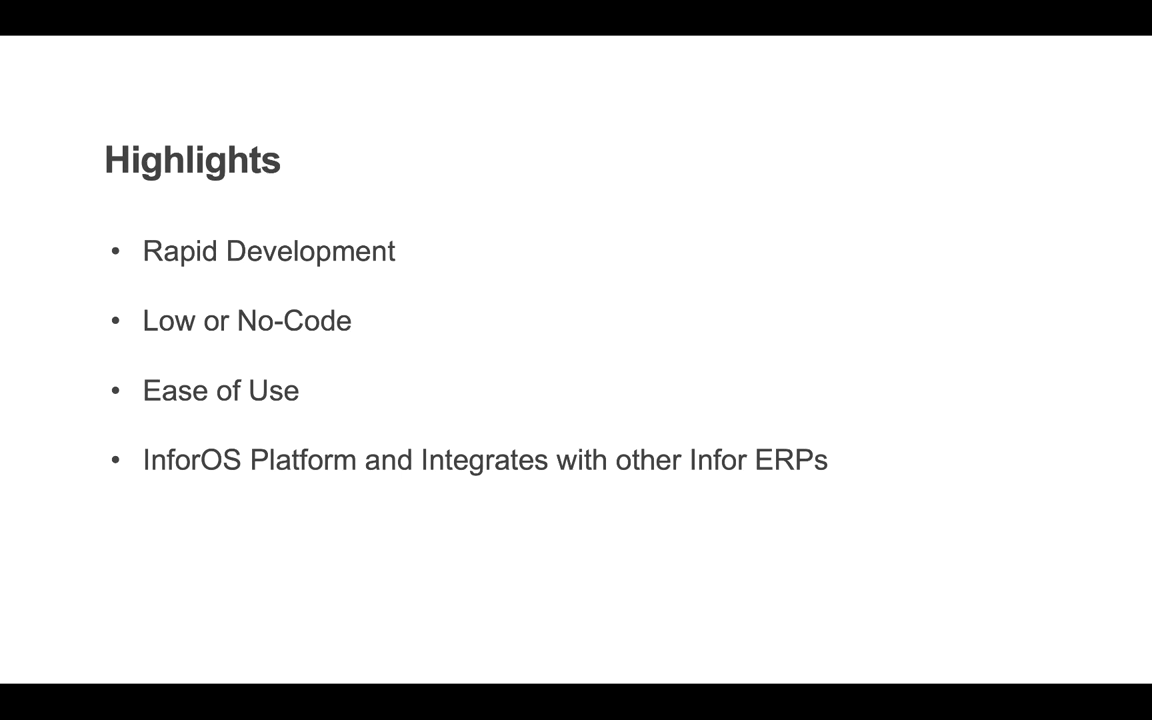 Highlights
• Rapid Development
• Low or No-Code
• Ease of Use
• InforOS Platform and Integrates with other Infor ERPs